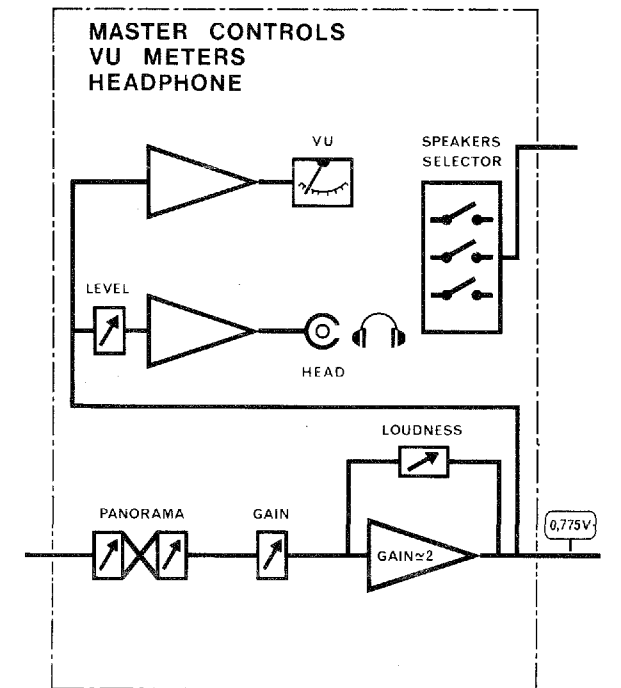 MASTER CONTROLS
VU METERS
HEADPHONE
VU
SPEAKERS
SELECTOR
LEVEL
HEAD
LOUDNESS
PANORAMA
GAIN
0,775V
GAIN≃2